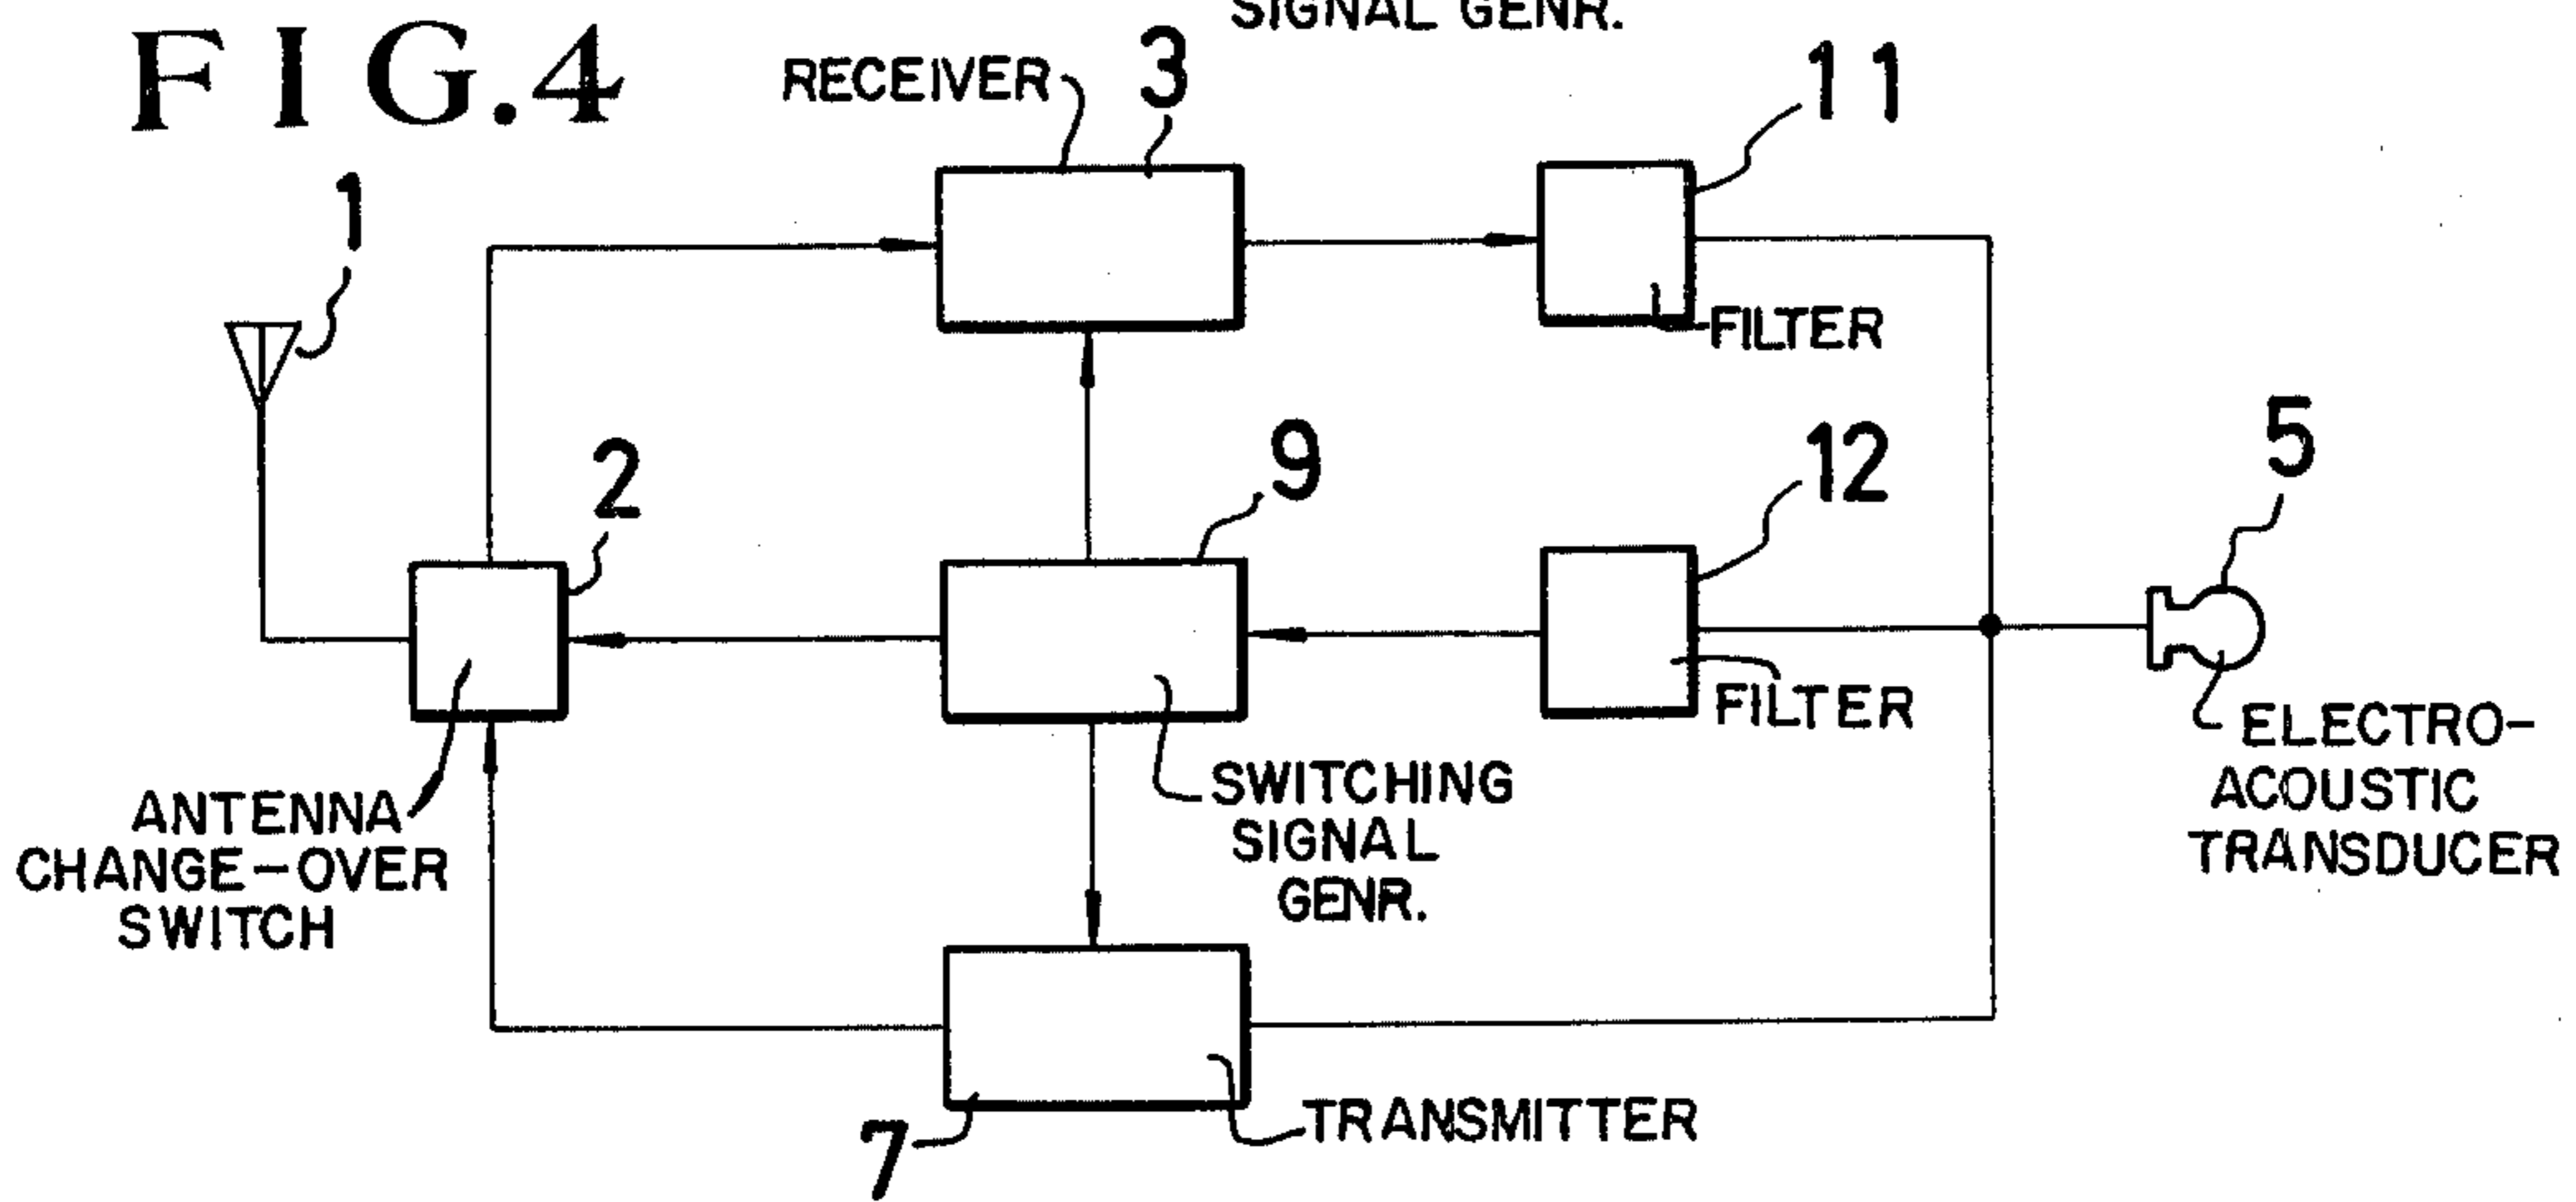 SIGNAL GENR.
FIG.4
RECEIVER
3
11
1
FILTER
2
9
12
5
FILTER
ELECTRO-
ACOUSTIC
TRANSDUCER
SWITCHING
SIGNAL
GENR.
ANTENNA
CHANGE-OVER
SWITCH
7
TRANSMITTER